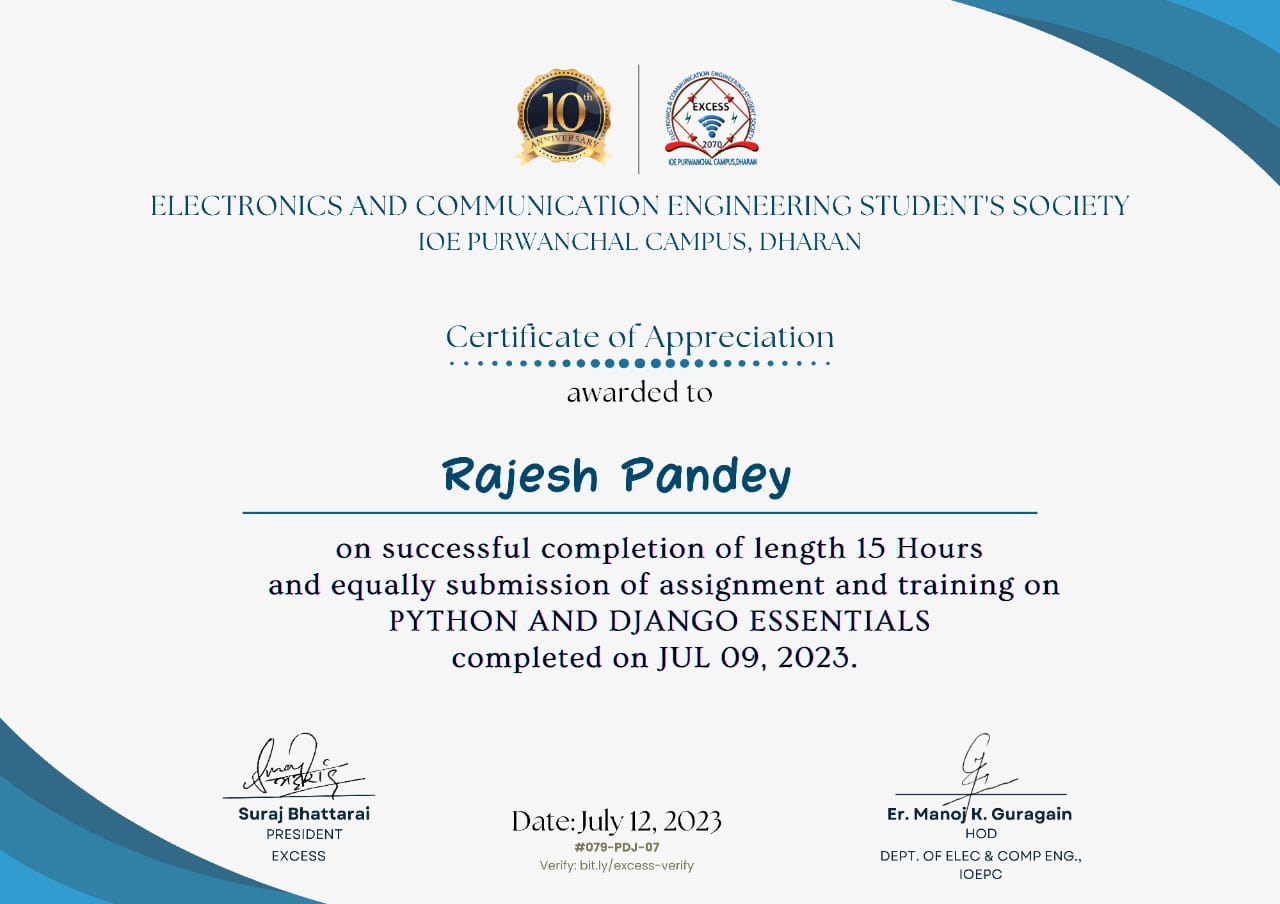 10th
ANNIVERSARY
ELECTRONICS & COMMUNICATION ENGINEERING STUDENT SOCIETY
EXCESS
2070
IOE PURWANCHAL CAMPUS,DHARAN
ELECTRONICS AND COMMUNICATION ENGINEERING STUDENT'S SOCIETY
IOE PURWANCHAL CAMPUS, DHARAN
Certificate of Appreciation
awarded to
Rajesh Pandey
on successful completion of length 15 Hours
and equally submission of assignment and training on
PYTHON AND DJANGO ESSENTIALS
completed on JUL 09, 2023.
Suraj Bhattarai
PRESIDENT
EXCESS
Date: July 12, 2023
#079-PDJ-07
Verify: bit.ly/excess-verify
Er. Manoj K. Guragain
HOD
DEPT. OF ELEC & COMP ENG.,
IOEPC